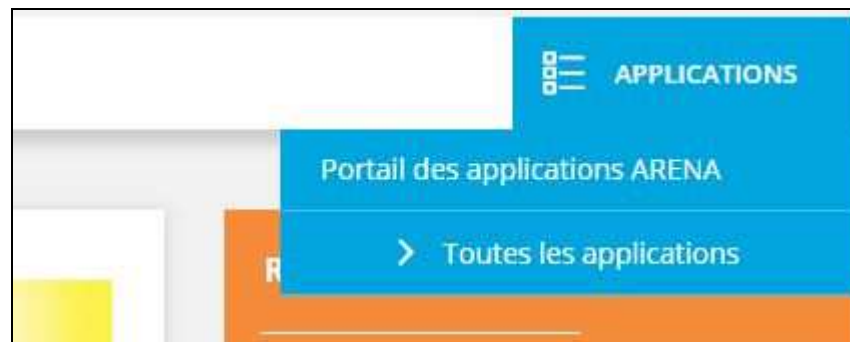 APPLICATIONS
Portail des applications ARENA
Toutes les applications
R